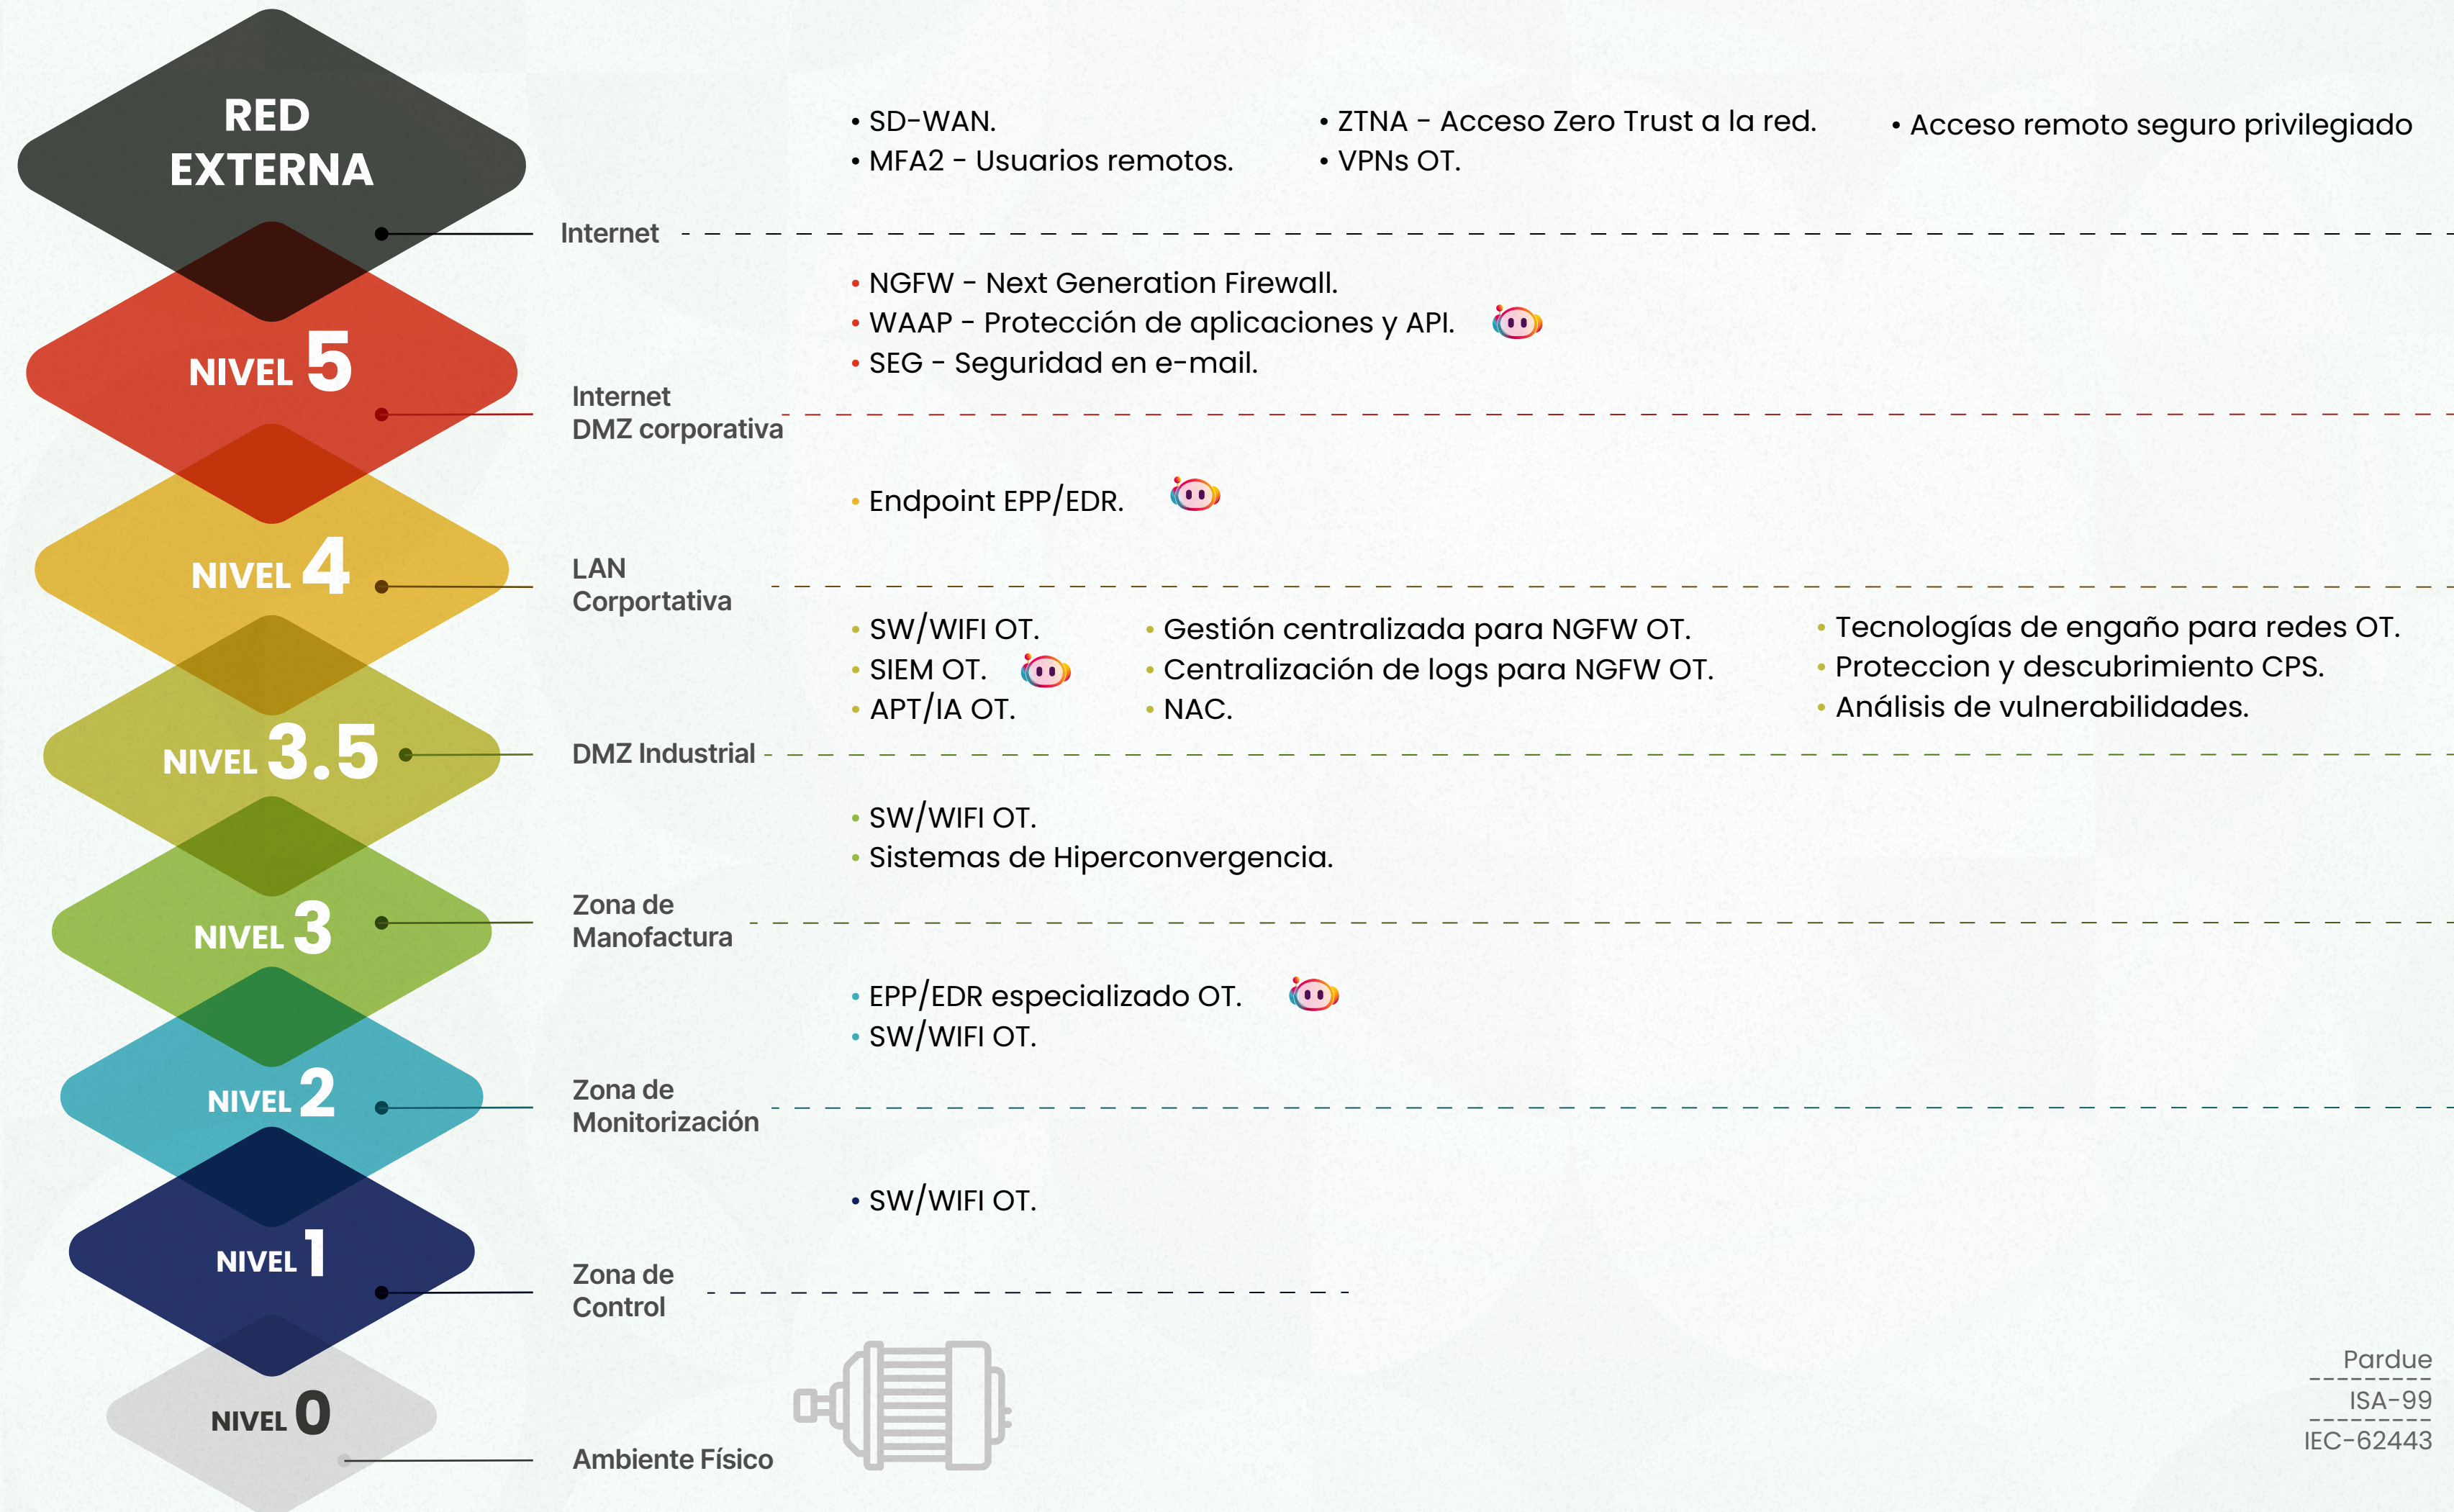 RED
EXTERNA
• SD-WAN.
• MFA2 - Usuarios remotos.
• ZTNA - Acceso Zero Trust a la red.
• VPNs OT.
• Acceso remoto seguro privilegiado
Internet
• NGFW - Next Generation Firewall.
• WAAP - Protección de aplicaciones y API.
• SEG - Seguridad en e-mail.
NIVEL 5
Internet
DMZ corporativa
• Endpoint EPP/EDR.
NIVEL 4
LAN
Corportativa
• SW/WIFI OT.
• SIEM OT.
• APT/IA OT.
• Gestión centralizada para NGFW OT.
• Centralización de logs para NGFW OT.
• NAC.
• Tecnologías de engaño para redes OT.
• Proteccion y descubrimiento CPS.
• Análisis de vulnerabilidades.
NIVEL 3.5
DMZ Industrial
• SW/WIFI OT.
• Sistemas de Hiperconvergencia.
NIVEL 3
Zona de
Manofactura
• EPP/EDR especializado OT.
• SW/WIFI OT.
NIVEL 2
Zona de
Monitorización
• SW/WIFI OT.
NIVEL 1
Zona de
Control
NIVEL 0
Ambiente Físico
Pardue
ISA-99
IEC-62443